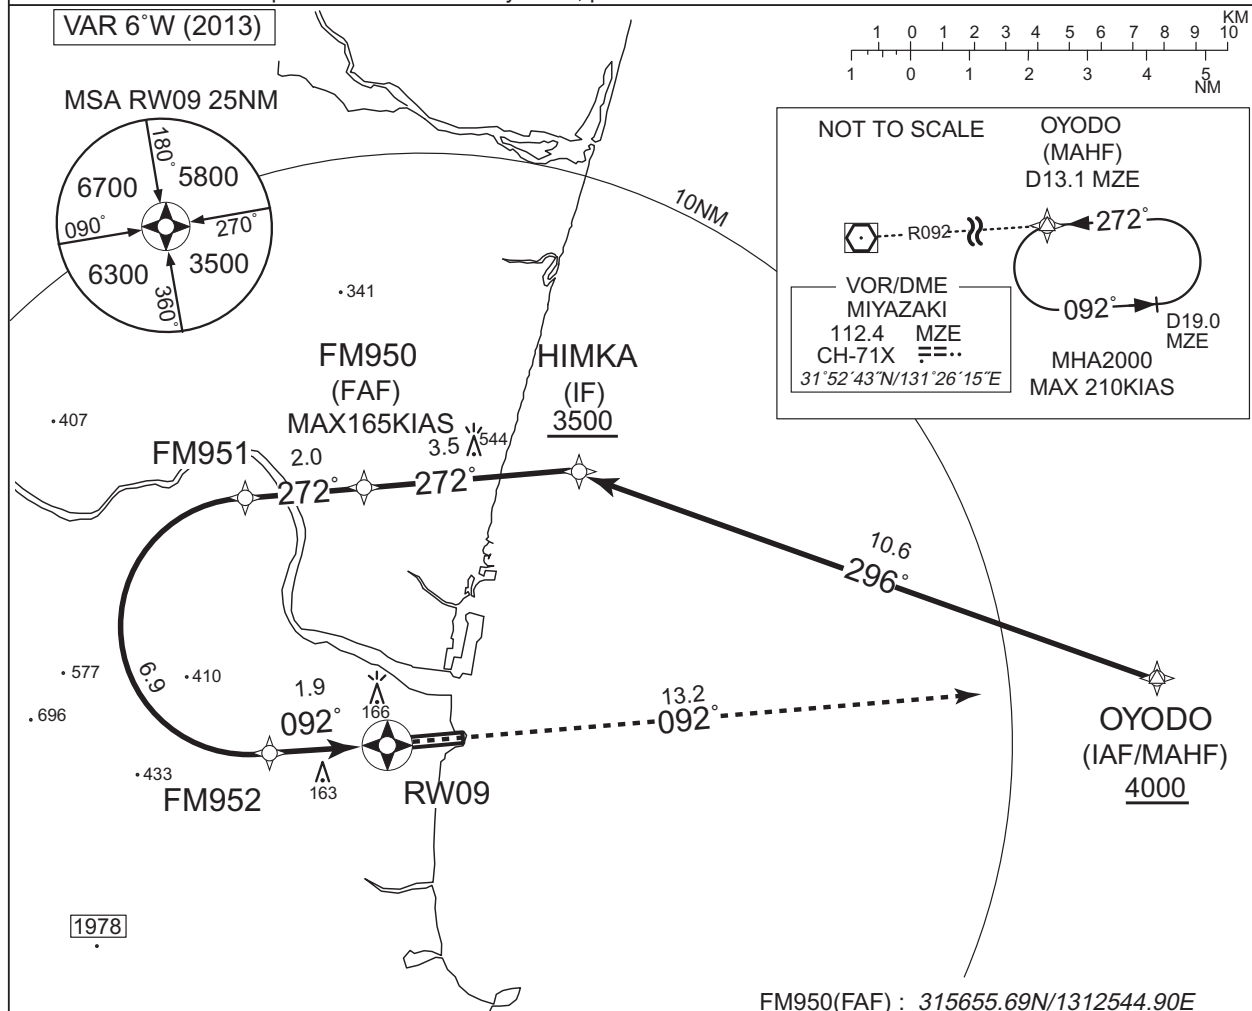 VAR 6°W (2013)
1 0 1 2 3 4 5 6 7 8 9 10
KM
1 0 1 2 3 4 5
NM
MSA RW09 25NM
180°
6700
5800
090°
270°
6300
3500
360°
10NM
NOT TO SCALE
OYODO
(MAHF)
D13.1 MZE
R092
272°
092°
D19.0
MZE
VOR/DME
MIYAZAKI
112.4 MZE
CH-71X
31°52′43″N/131°26′15″E
MHA2000
MAX 210KIAS
341
407
FM950
(FAF)
MAX165KIAS
HIMKA
(IF)
3500
544
FM951
2.0
272°
3.5
272°
10.6
296°
577
410
696
6.9
1.9
092°
166
13.2
092°
OYODO
(IAF/MAHF)
4000
433
FM952
163
RW09
1978
FM950(FAF) : 315655.69N/1312544.90E